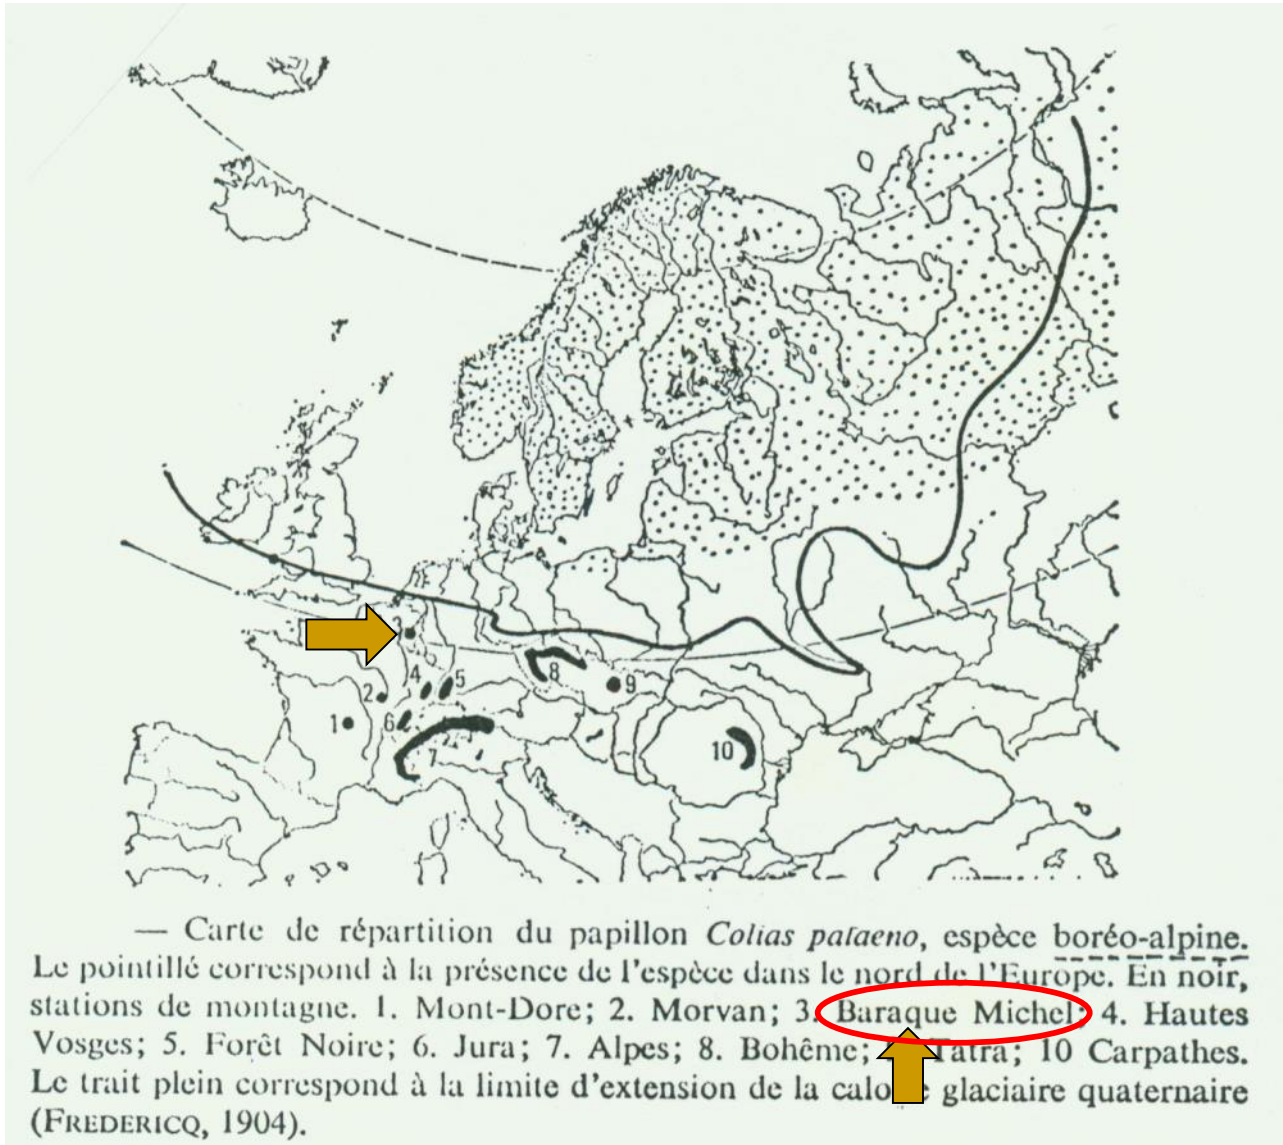 3
4
5
2
8
9
1
6
7
10
— Carte de répartition du papillon Colias palaeno, espèce boréo-alpine.
Le pointillé correspond à la présence de l'espèce dans le nord de l'Europe. En noir,
stations de montagne. 1. Mont-Dore; 2. Morvan; 3. Baraque Michel; 4. Hautes
Vosges; 5. Forêt Noire; 6. Jura; 7. Alpes; 8. Bohême; Tatra; 10 Carpathes.
Le trait plein correspond à la limite d'extension de la glaciaire quaternaire
(FREDERICQ, 1904).